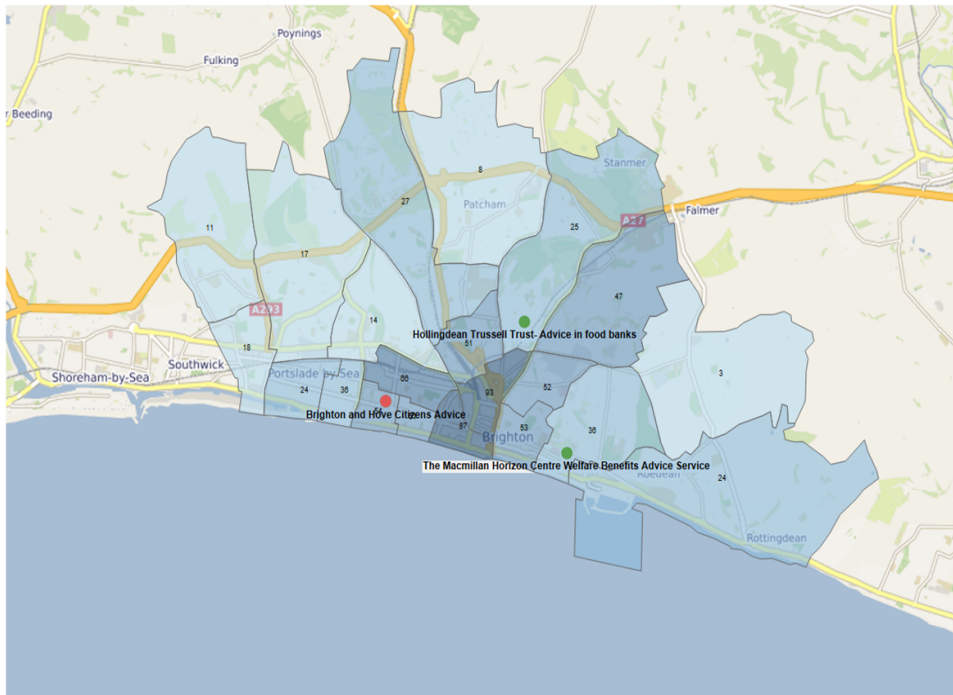 Poynings
Fulking
r Beeding
8
Stanmer
27
Patcham
A27
Falmer
11
25
17
47
A293
14
Hollingdean Trussell Trust- Advice in food banks
51
18
Southwick
Shoreham-by-Sea
Portslade by Sea
66
3
24
36
52
93
Brighton and Hove Citizens Advice
87
53
36
Brighton
The Macmillan Horizon Centre Welfare Benefits Advice Service
Roedean
24
Rottingdean